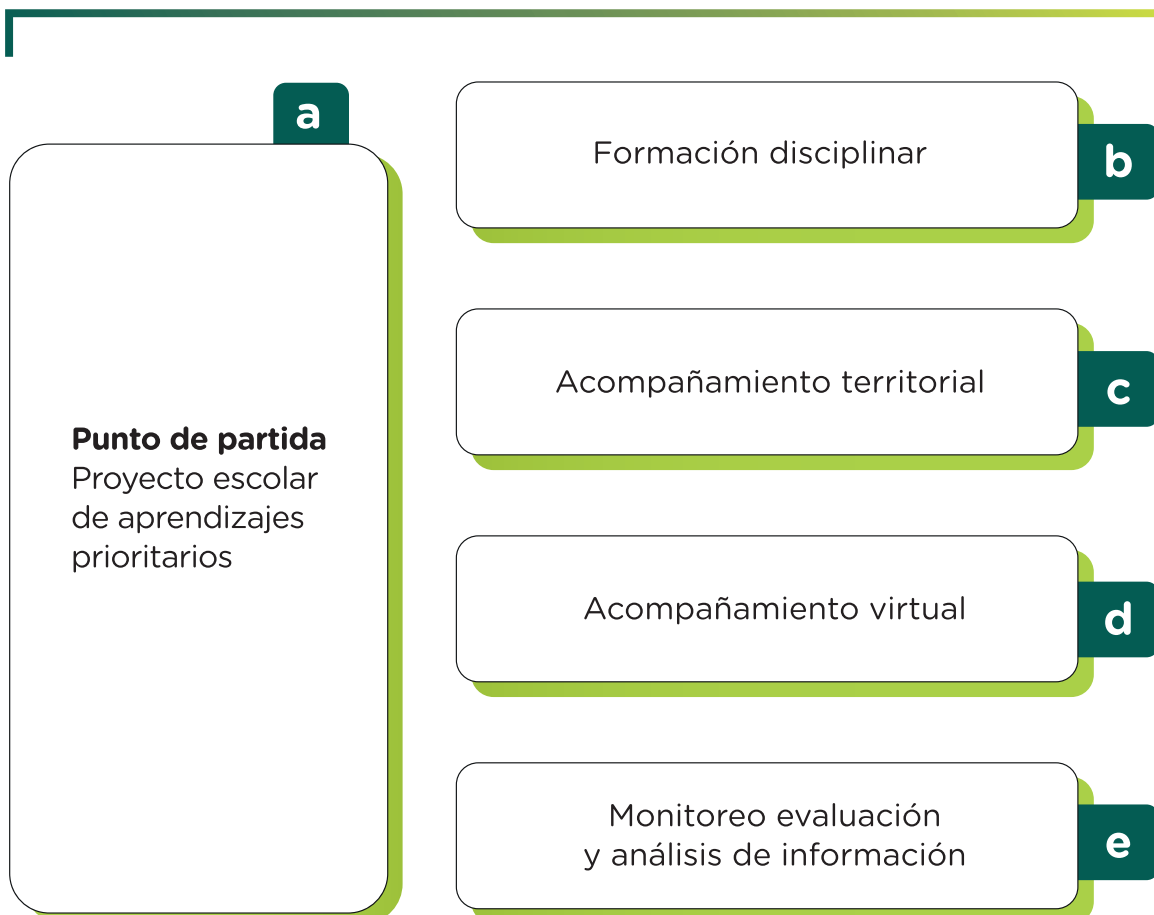 a
Punto de partida
Proyecto escolar
de aprendizajes
prioritarios
Formación disciplinar
b
Acompañamiento territorial
c
Acompañamiento virtual
d
Monitoreo evaluación
y análisis de información
e